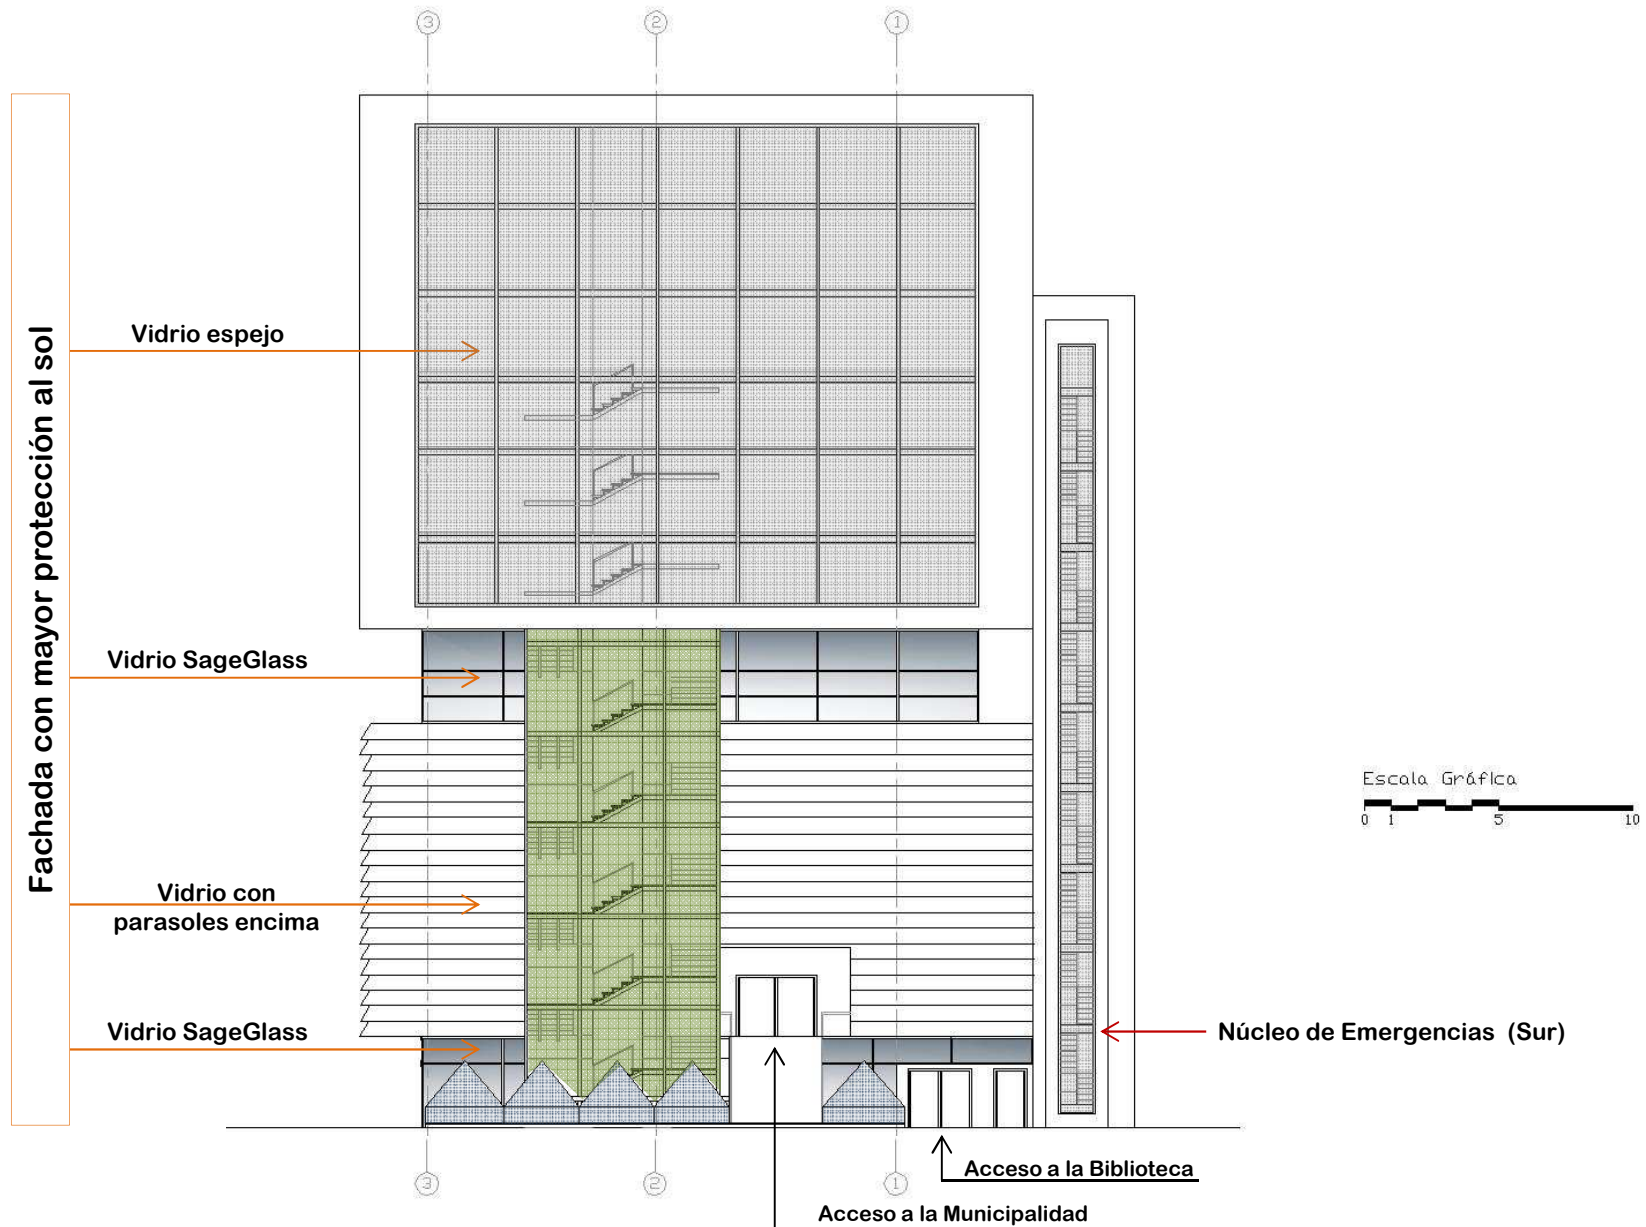 3 2 1
Fachada con mayor protección al sol
Vidrio espejo
Vidrio SageGlass
Escala Gráfica
0 1 5 10
Vidrio con
parasoles encima
Vidrio SageGlass
Núcleo de Emergencias (Sur)
Acceso a la Biblioteca
3 2 1
Acceso a la Municipalidad